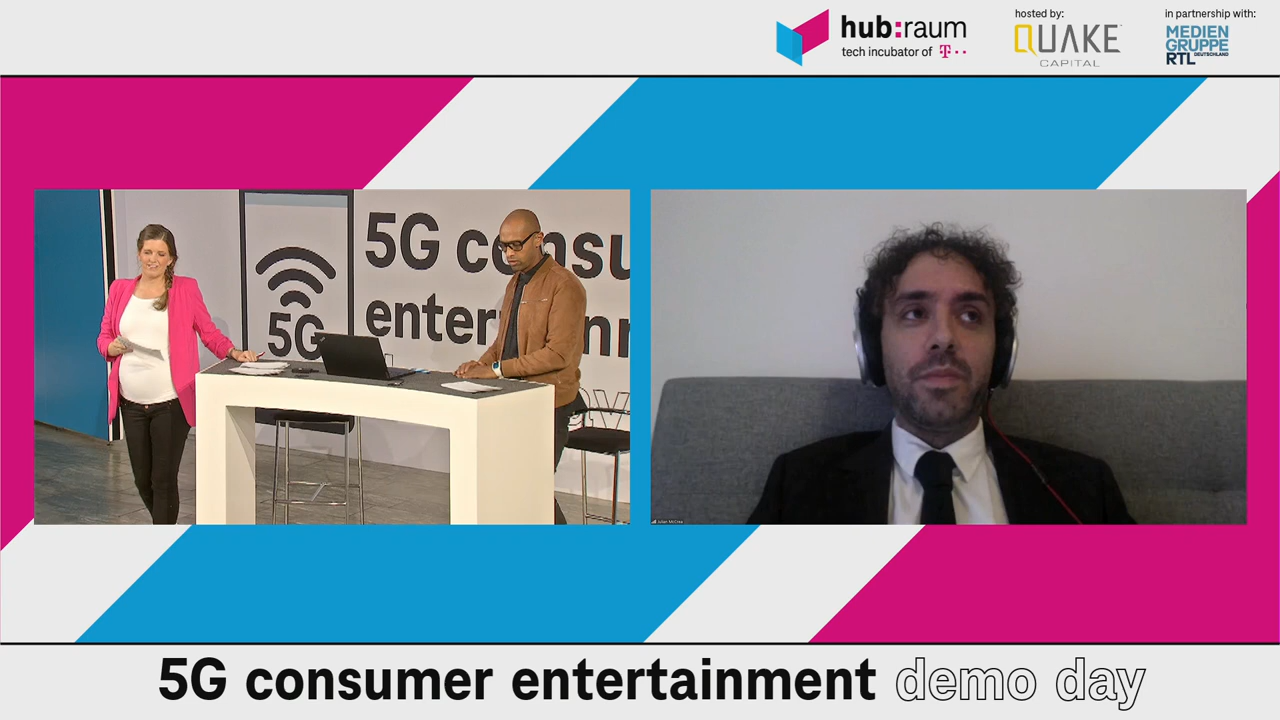 hub:raum
tech incubator of T
hosted by:
QUAKE
CAPITAL
in partnership with:
MEDIEN
GRUPPE
DEUTSCHLAND
RTL
5G consu
enter
5G
5G consumer entertainment demo day